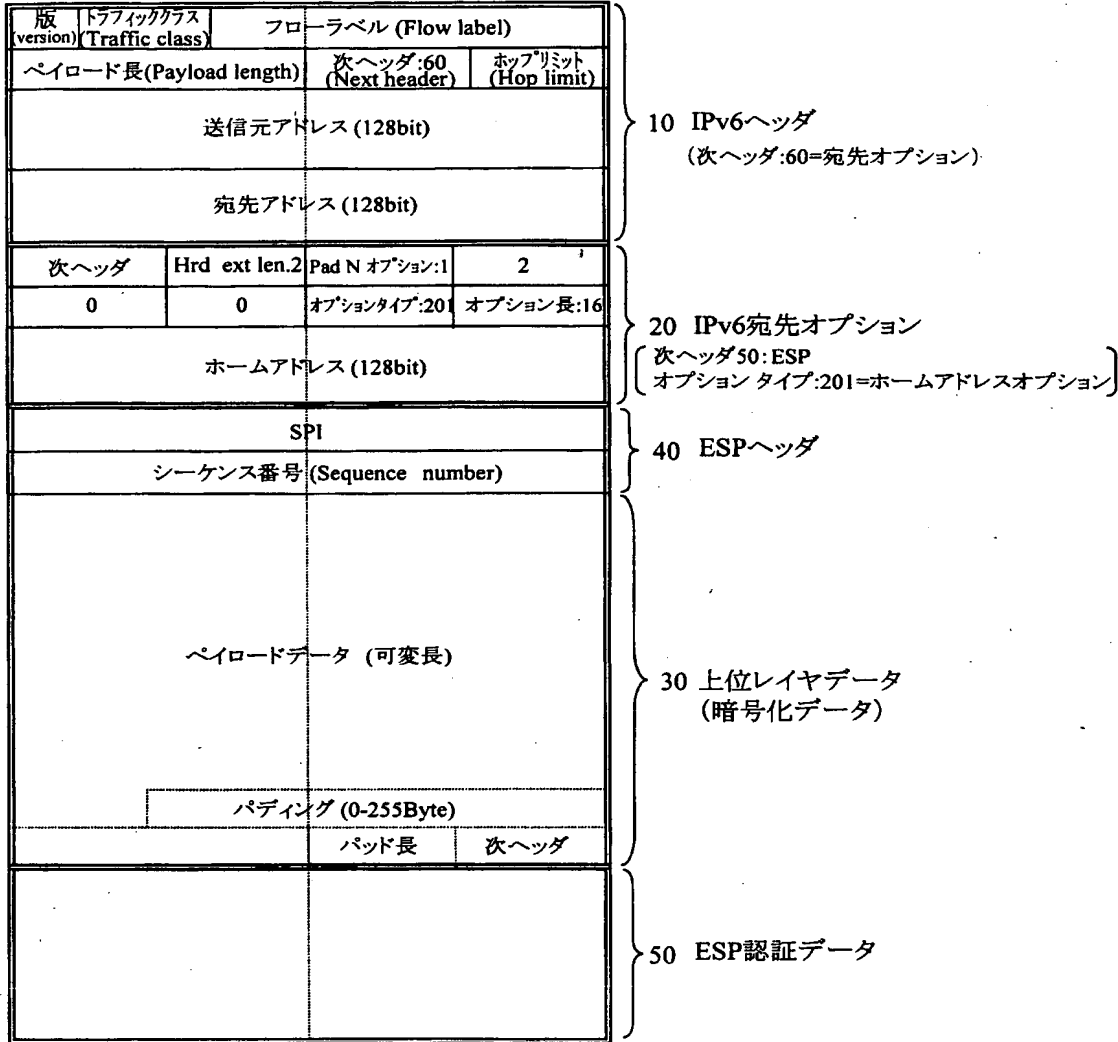 版 トラフィッククラス フローラベル (Flow label)
(version) (Traffic class)
ペイロード長(Payload length) 次ヘッダ:60 ホップリミット
(Next header) (Hop limit)
送信元アドレス (128bit)
宛先アドレス (128bit)
10 IPv6ヘッダ
(次ヘッダ:60=宛先オプション)
次ヘッダ Hrd ext len.2 Pad N オプション:1 2
0 0 オプションタイプ:201 オプション長:16
ホームアドレス (128bit)
20 IPv6宛先オプション
次ヘッダ50:ESP
オプション タイプ:201=ホームアドレスオプション
SPI
シーケンス番号 (Sequence number)
40 ESPヘッダ
ペイロードデータ (可変長)
パディング (0-255Byte)
パッド長 次ヘッダ
30 上位レイヤデータ
(暗号化データ)
50 ESP認証データ